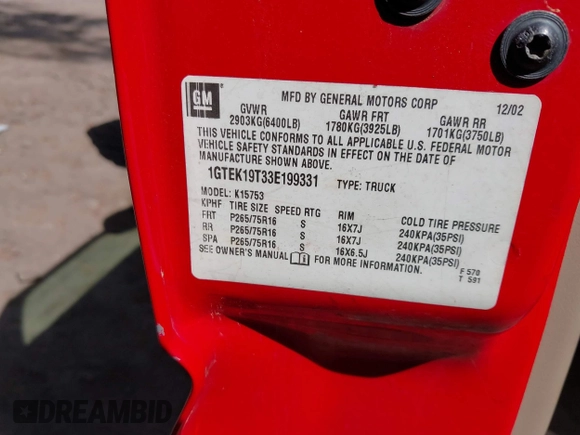 GM
MFD BY GENERAL MOTORS CORP 12/02
GVWR GAWR FRT GAWR RR
2903KG(6400LB) 1780KG(3925LB) 1701KG(3750LB)
THIS VEHICLE CONFORMS TO ALL APPLICABLE U.S. FEDERAL MOTOR
VEHICLE SAFETY STANDARDS IN EFFECT ON THE DATE OF
MANUFACTURE SHOWN ABOVE.
1GTEK19T33E199331 TYPE: TRUCK
MODEL: K15753
KPHF TIRE SIZE SPEED RTG RIM COLD TIRE PRESSURE
FRT P265/75R16 S 16X7J 240KPA(35PSI)
RR P265/75R16 S 16X7J 240KPA(35PSI)
SPA P265/75R16 S 16X6.5J 240KPA(35PSI)
SEE OWNER'S MANUAL FOR MORE INFORMATION.
F 570
T 591
DREAMBID